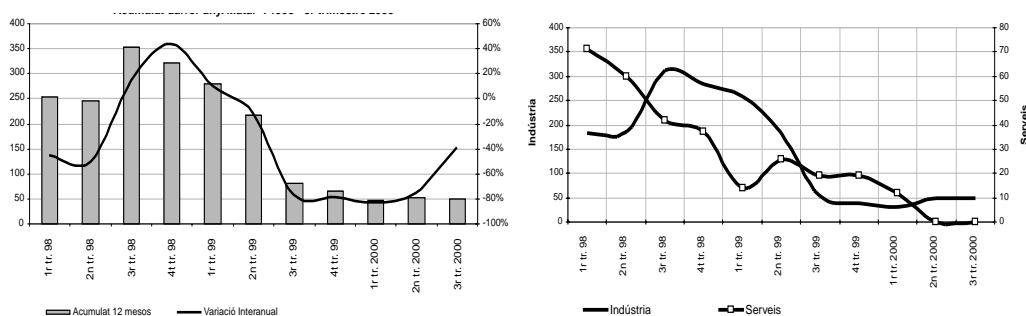 400
350
300
250
200
150
100
50
0
60%
40%
20%
0%
-20%
-40%
-60%
-80%
-100%
1r tr. 98
2n tr. 98
3r tr. 98
4t tr. 98
1r tr. 99
2n tr. 99
3r tr. 99
4t tr. 99
1r tr. 2000
2n tr. 2000
3r tr. 2000
Acumulat 12 mesos
Variació Interanual
Indústria
400
350
300
250
200
150
100
50
0
80
70
60
50
40
30
20
10
0
Serveis
1r tr. 98
2n tr. 98
3r tr. 98
4t tr. 98
1r tr. 99
2n tr. 99
3r tr. 99
4t tr. 99
1r tr. 2000
2n tr. 2000
3r tr. 2000
Indústria
Serveis